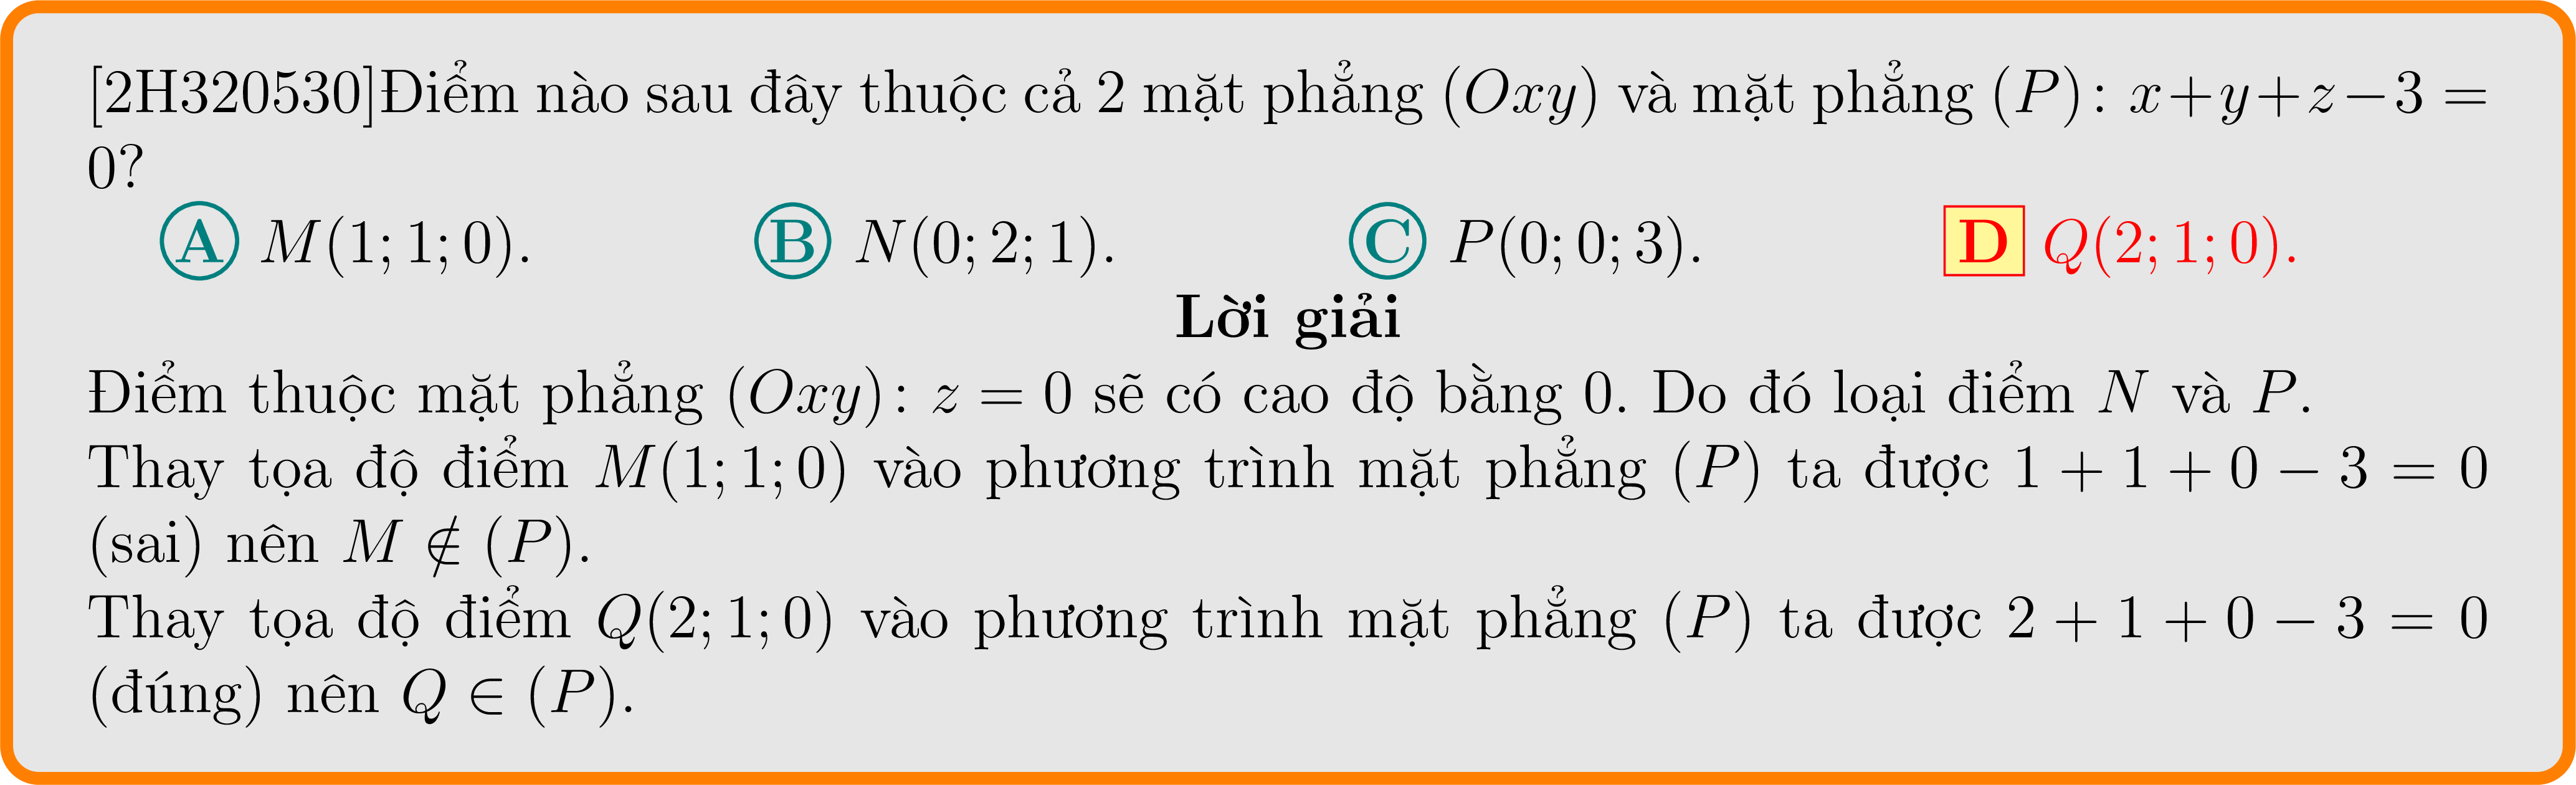 [2H320530]Điểm nào sau đây thuộc cả 2 mặt phẳng (Oxy) và mặt phẳng (P): x+y+z−3 =
0?
A M(1; 1; 0). B N(0; 2; 1). C P(0; 0; 3). D Q(2; 1; 0).
Lời giải
Điểm thuộc mặt phẳng (Oxy): z = 0 sẽ có cao độ bằng 0. Do đó loại điểm N và P.
Thay tọa độ điểm M(1; 1; 0) vào phương trình mặt phẳng (P) ta được 1 + 1 + 0 − 3 = 0
(sai) nên M ∉ (P).
Thay tọa độ điểm Q(2; 1; 0) vào phương trình mặt phẳng (P) ta được 2 + 1 + 0 − 3 = 0
(đúng) nên Q ∈ (P).